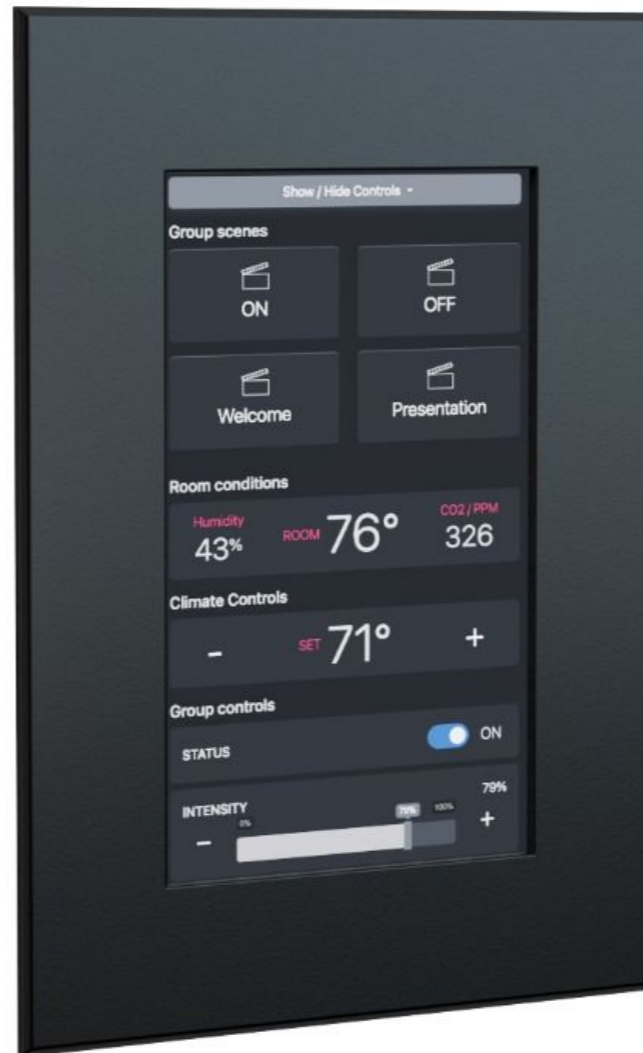 Show / Hide Controls
Group scenes
ON
OFF
Welcome
Presentation
Room conditions
Humidity
43%
ROOM 76°
CO2 / PPM
326
Climate Controls
- SET 71° +
Group controls
STATUS
ON
INTENSITY
79%
0%
79%
100%
- +